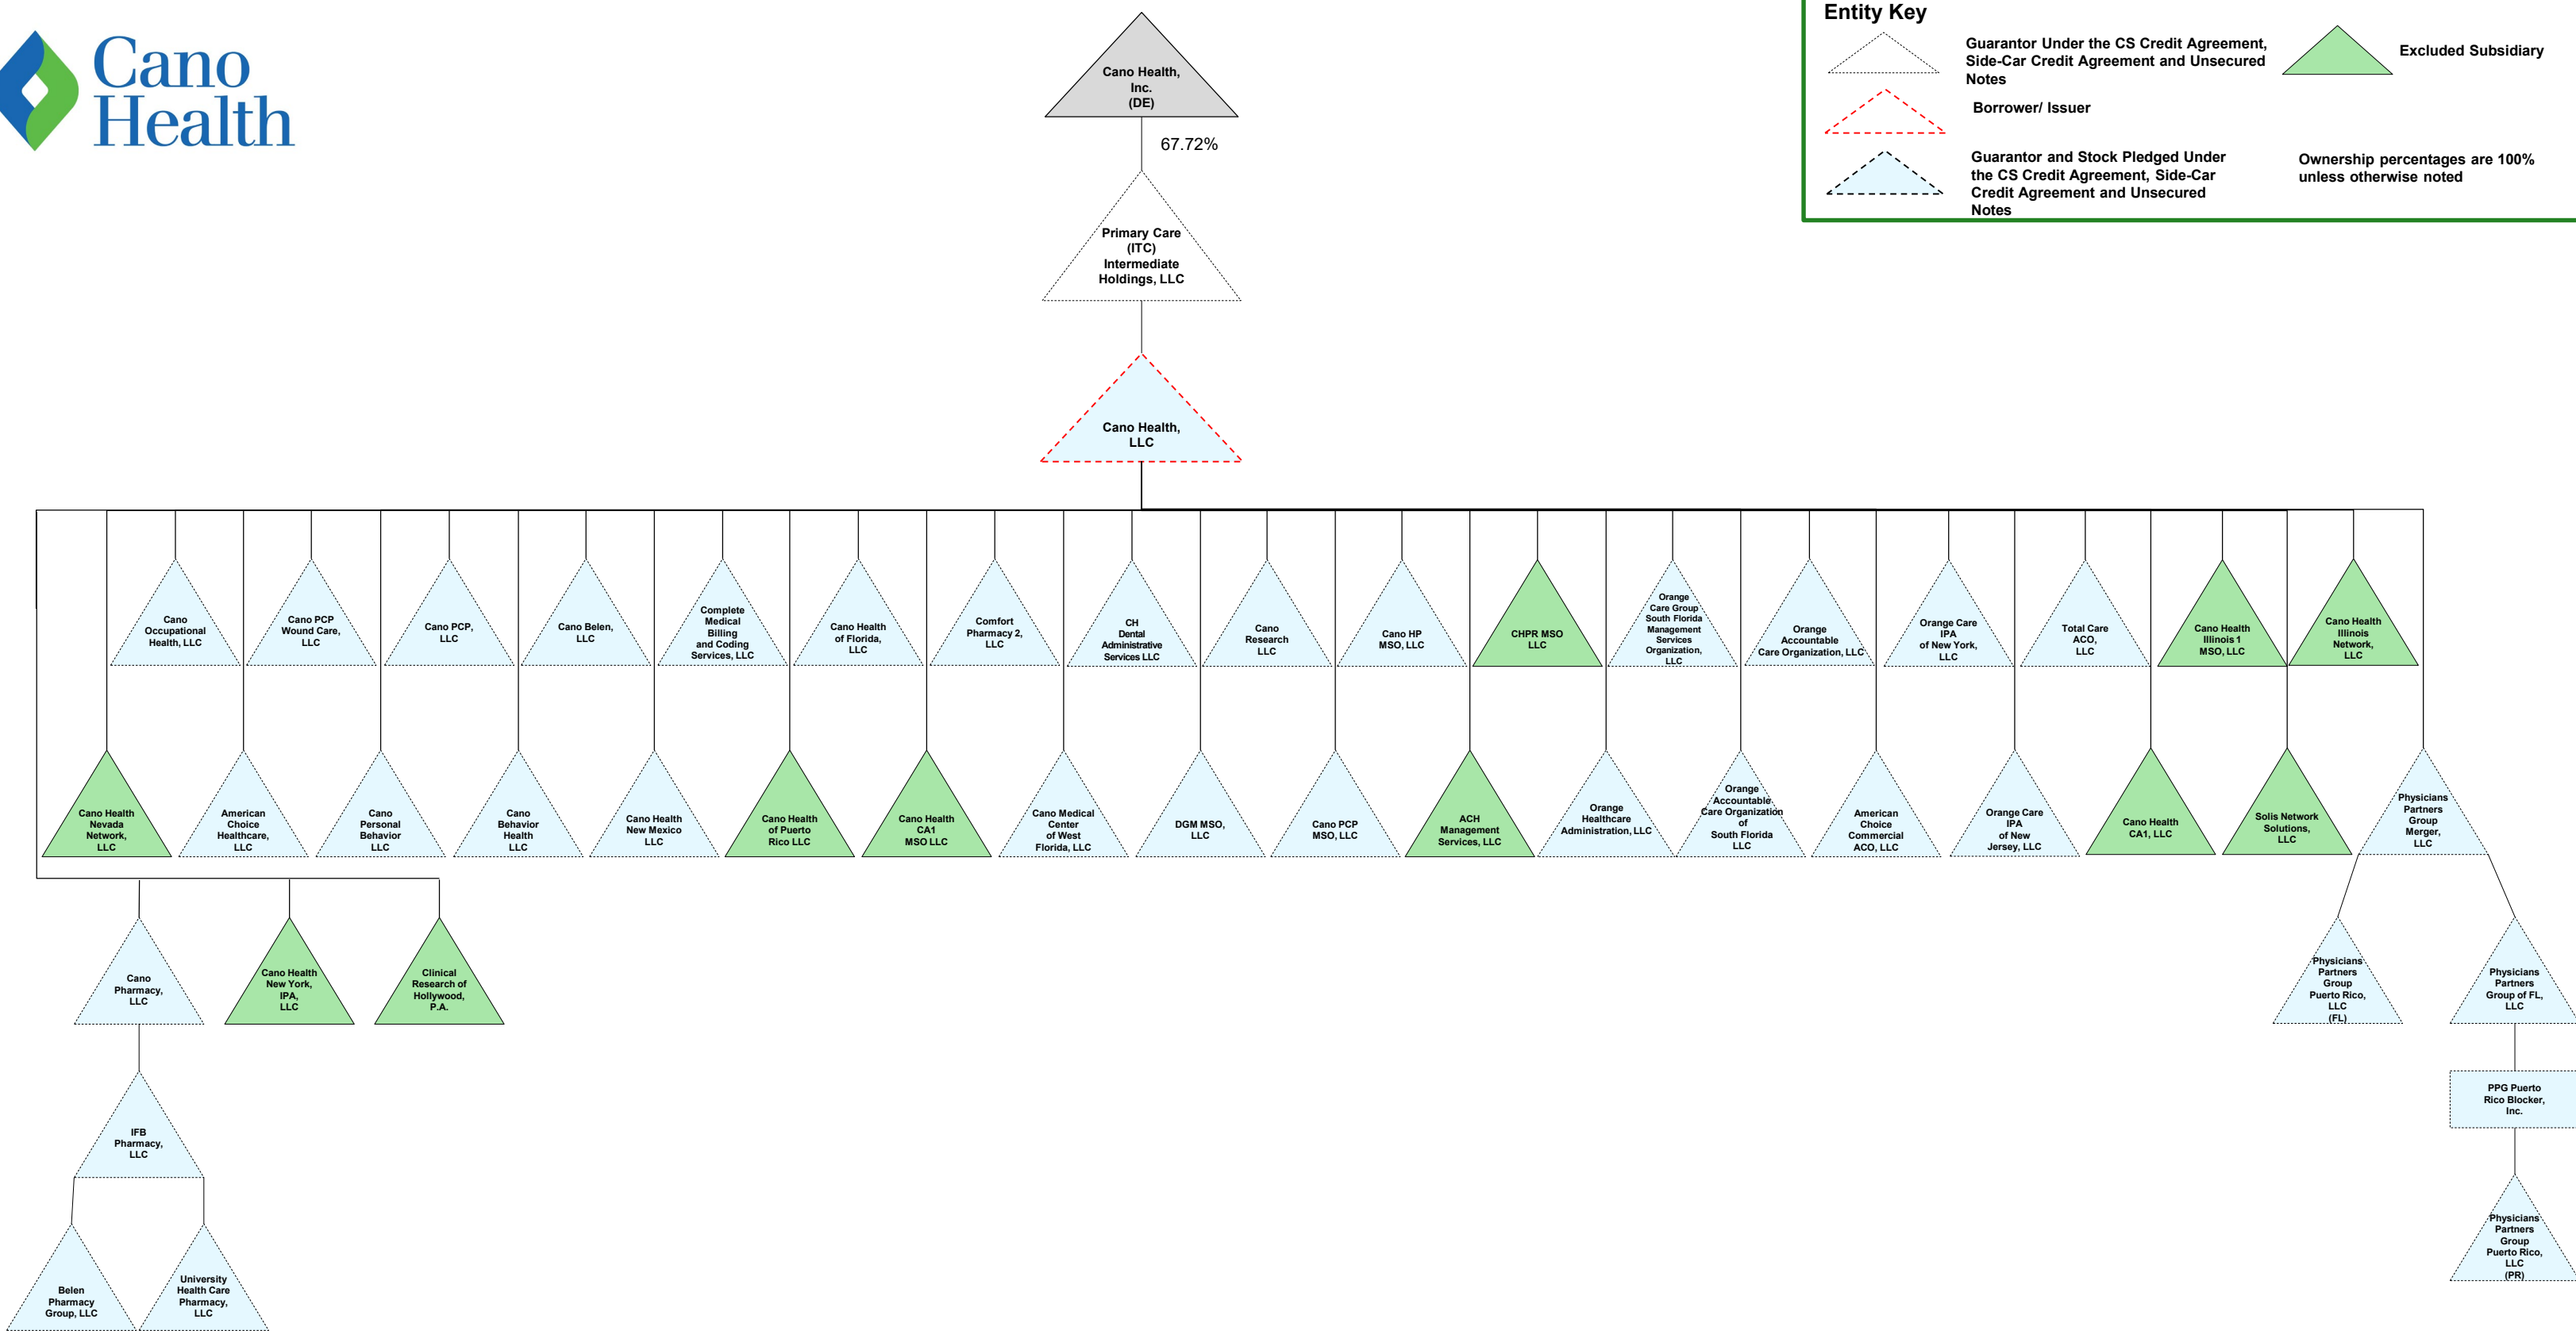 Cano
Health
Cano Health,
Inc.
(DE)
67.72%
Entity Key
Guarantor Under the CS Credit Agreement,
Side-Car Credit Agreement and Unsecured
Notes
Excluded Subsidiary
Borrower/ Issuer
Guarantor and Stock Pledged Under
the CS Credit Agreement, Side-Car
Credit Agreement and Unsecured
Notes
Ownership percentages are 100%
unless otherwise noted
Primary Care
(ITC)
Intermediate
Holdings, LLC
Cano Health,
LLC
Cano
Occupational
Health, LLC
Cano PCP
Wound Care,
LLC
Cano PCP,
LLC
Cano Belen,
LLC
Complete
Medical
Billing
and Coding
Services, LLC
Cano Health
of Florida,
LLC
Comfort
Pharmacy 2,
LLC
CH
Dental
Administrative
Services LLC
Cano
Research
LLC
Cano HP
MSO, LLC
CHPR MSO
LLC
Orange
Care Group
South Florida
Management
Services
Organization,
LLC
Orange
Accountable
Care Organization, LLC
Orange Care
IPA
of New York,
LLC
Total Care
ACO,
LLC
Cano Health
Illinois 1
MSO, LLC
Cano Health
Illinois
Network,
LLC
Cano Health
Nevada
Network,
LLC
American
Choice
Healthcare,
LLC
Cano
Personal
Behavior
LLC
Cano
Behavior
Health
LLC
Cano Health
New Mexico
LLC
Cano Health
of Puerto
Rico LLC
Cano Health
CA1
MSO LLC
Cano Medical
Center
of West
Florida, LLC
DGM MSO,
LLC
Cano PCP
MSO, LLC
ACH
Management
Services, LLC
Orange
Healthcare
Administration, LLC
Orange
Accountable
Care Organization
of
South Florida
LLC
American
Choice
Commercial
ACO, LLC
Orange Care
IPA
of New
Jersey, LLC
Cano Health
CA1, LLC
Solis Network
Solutions,
LLC
Physicians
Partners
Group
Merger,
LLC
Cano
Pharmacy,
LLC
Cano Health
New York,
IPA,
LLC
Clinical
Research of
Hollywood,
P.A.
Physicians
Partners
Group
Puerto Rico,
LLC
(FL)
Physicians
Partners
Group of FL,
LLC
IFB
Pharmacy,
LLC
PPG Puerto
Rico Blocker,
Inc.
Belen
Pharmacy
Group, LLC
University
Health Care
Pharmacy,
LLC
Physicians
Partners
Group
Puerto Rico,
LLC
(PR)